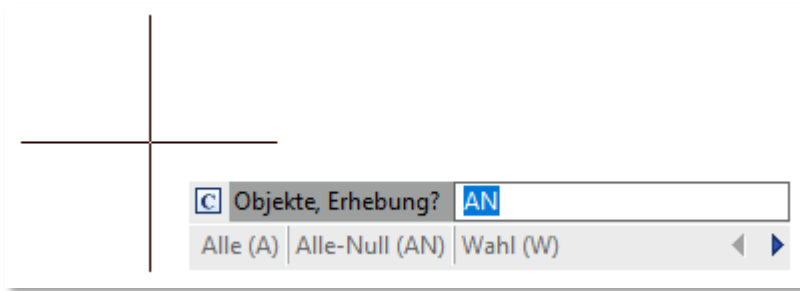 C Objekte, Erhebung? AN
Alle (A) Alle-Null (AN) Wahl (W)